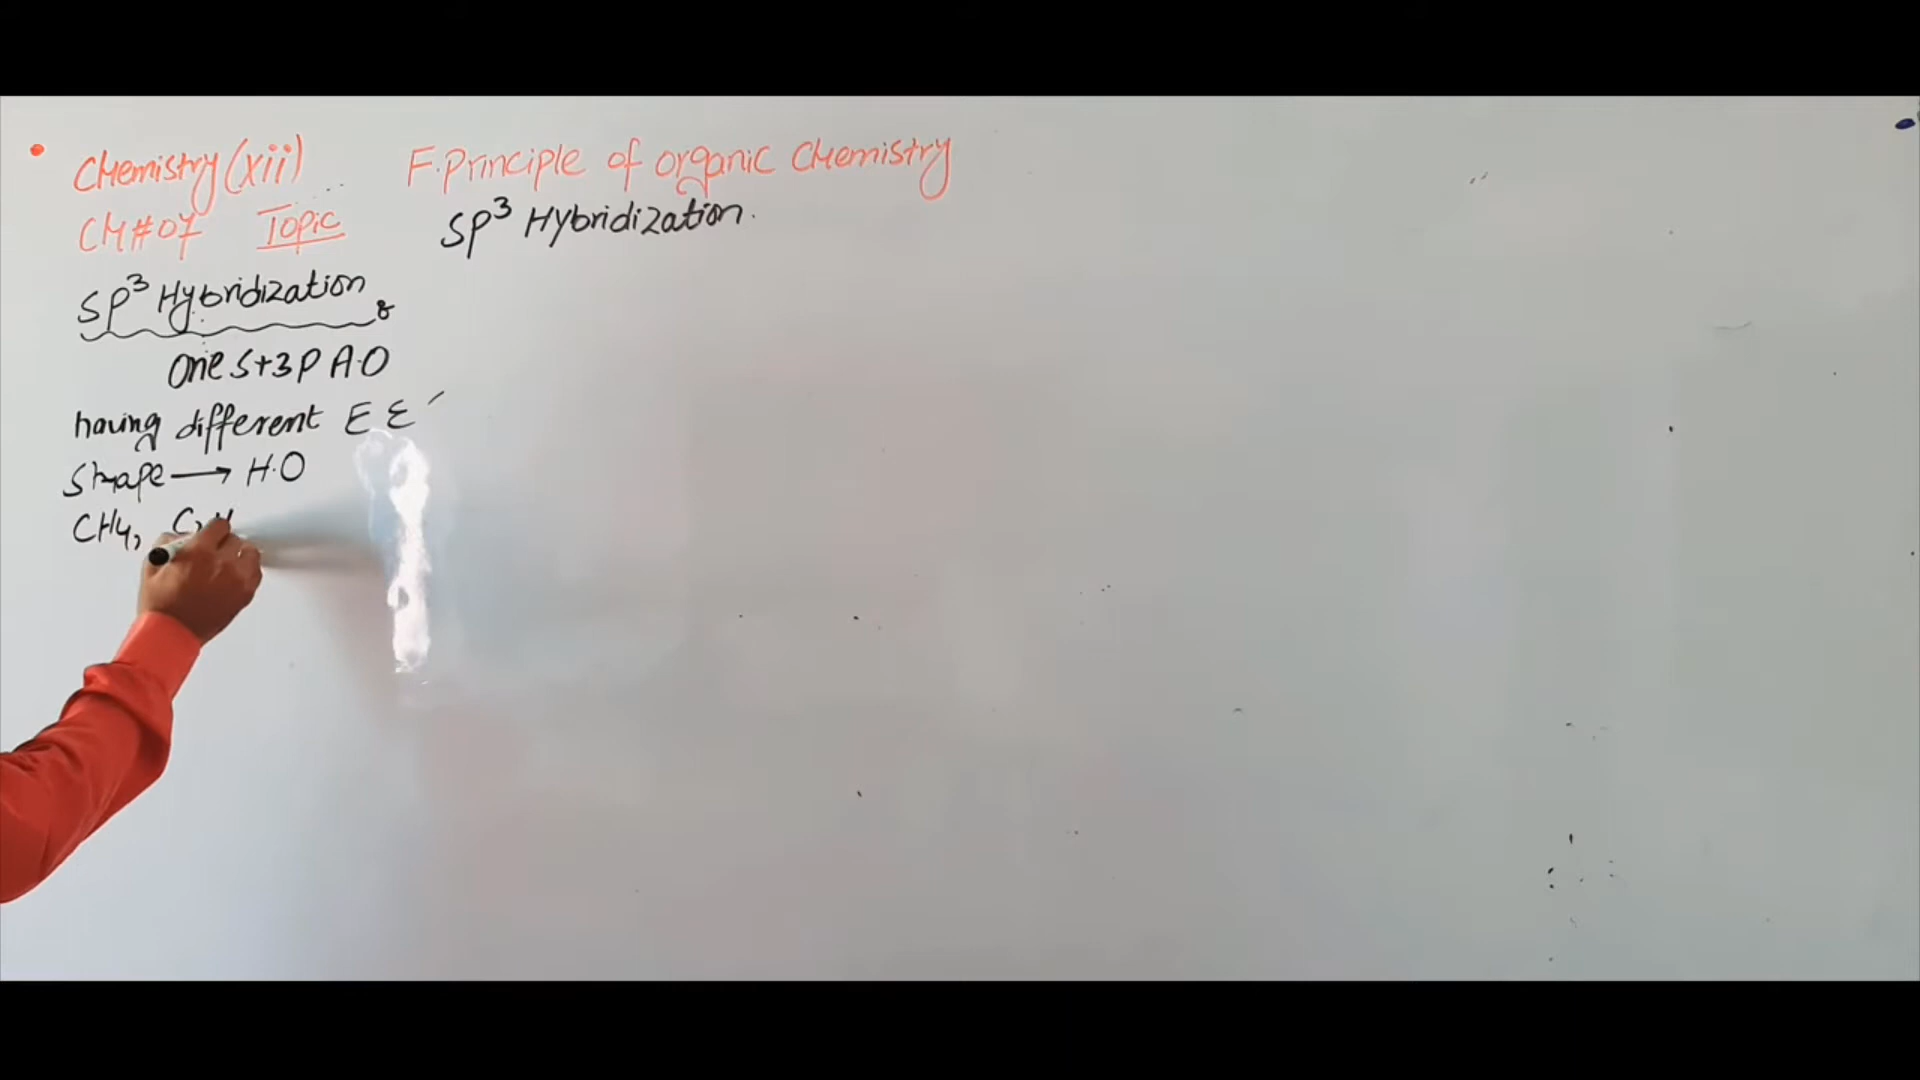 Chemistry (xii) F.Principle of organic Chemistry
CH#07 Topic SP³ Hybridization.
SP³ Hybridization
One S+3P A.O
having different E &
Shape → H.O
CH4, C2H